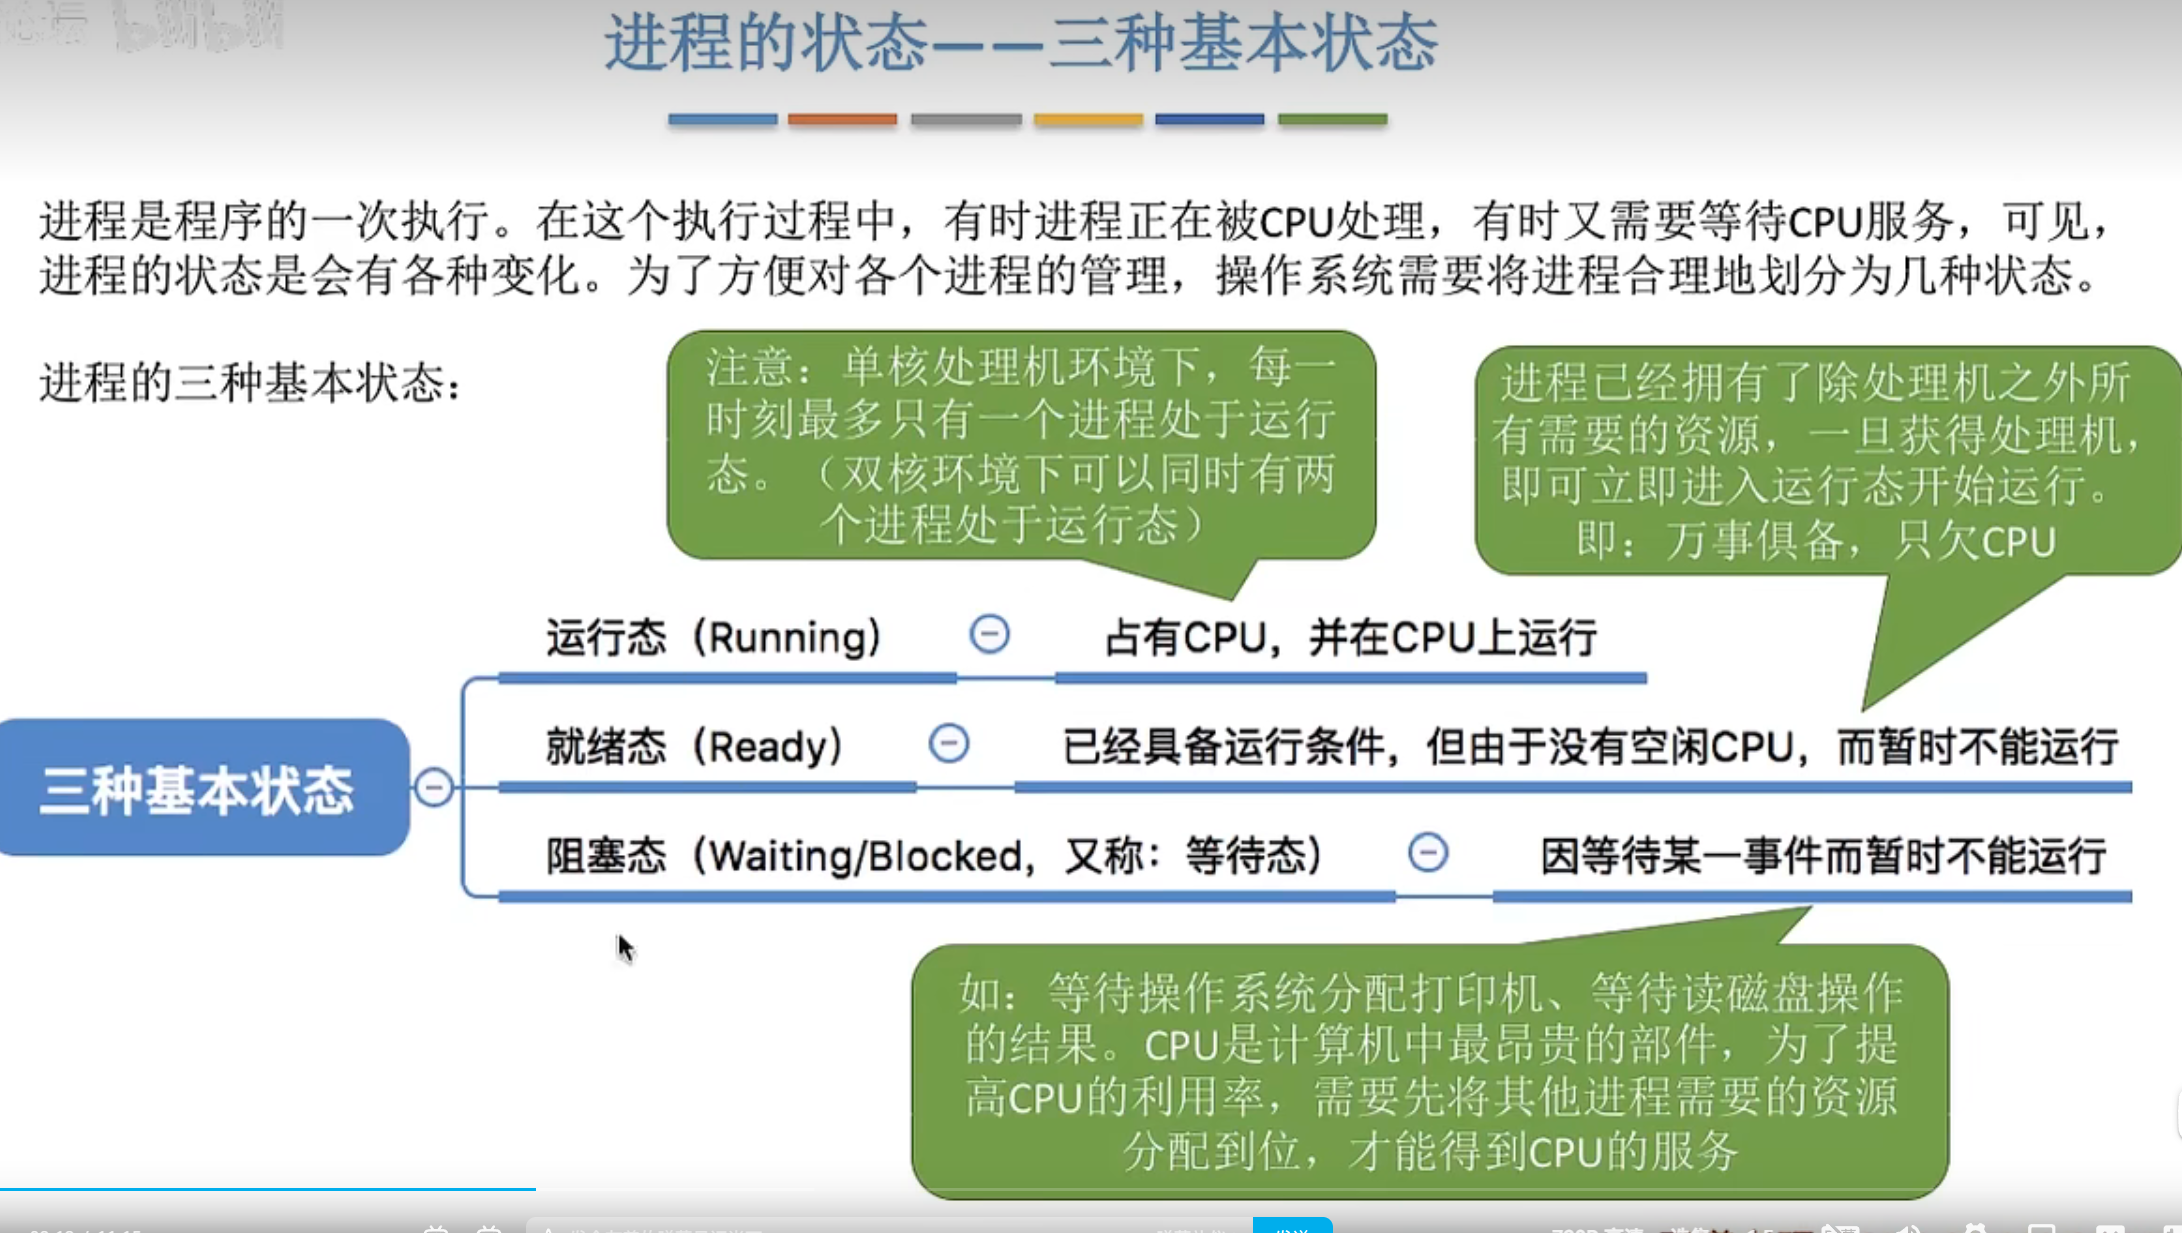 进程的状态——三种基本状态
进程是程序的一次执行。在这个执行过程中，有时进程正在被CPU处理，有时又需要等待CPU服务，可见，
进程的状态是会有各种变化。为了方便对各个进程的管理，操作系统需要将进程合理地划分为几种状态。
进程的三种基本状态：
注意：单核处理机环境下，每一
时刻最多只有一个进程处于运行
态。（双核环境下可以同时有两
个进程处于运行态）
进程已经拥有了除处理机之外所
有需要的资源，一旦获得处理机，
即可立即进入运行态开始运行。
即：万事俱备，只欠CPU
三种基本状态
运行态（Running）
占有CPU，并在CPU上运行
就绪态（Ready）
已经具备运行条件，但由于没有空闲CPU，而暂时不能运行
阻塞态（Waiting/Blocked，又称：等待态）
因等待某一事件而暂时不能运行
如：等待操作系统分配打印机、等待读磁盘操作
的结果。CPU是计算机中最昂贵的部件，为了提
高CPU的利用率，需要先将其他进程需要的资源
分配到位，才能得到CPU的服务